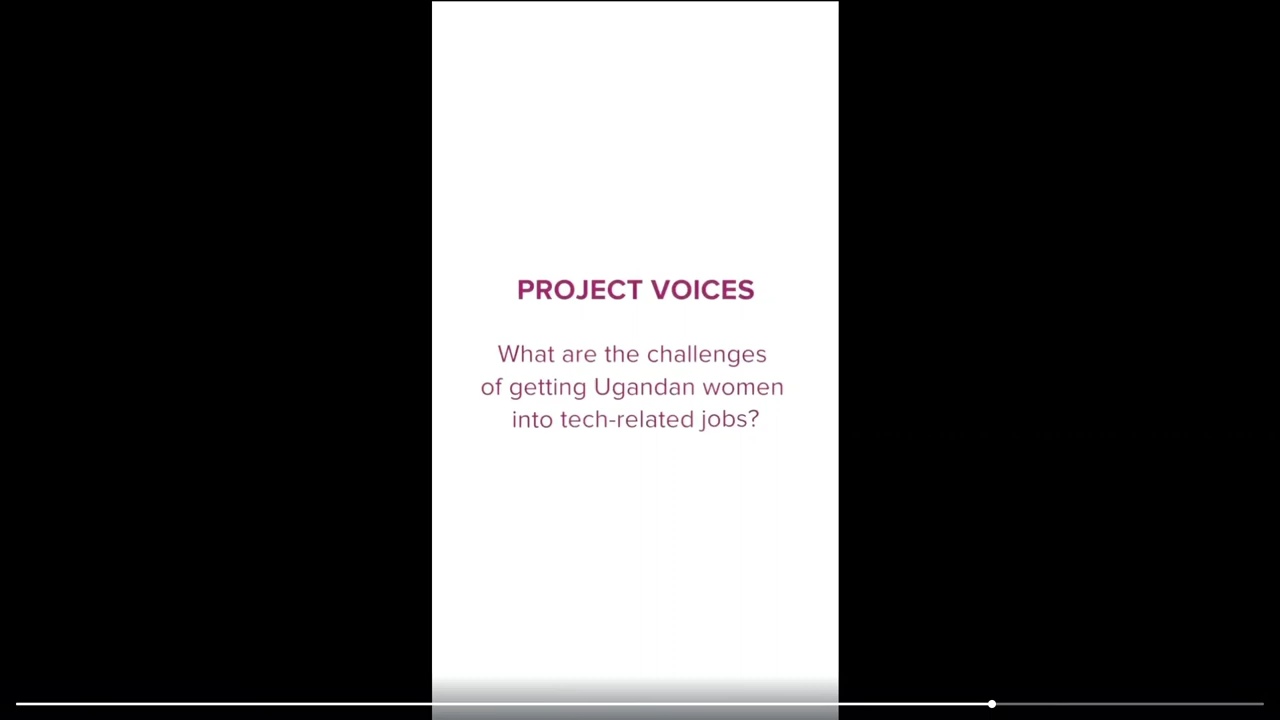 PROJECT VOICES
What are the challenges
of getting Ugandan women
into tech-related jobs?